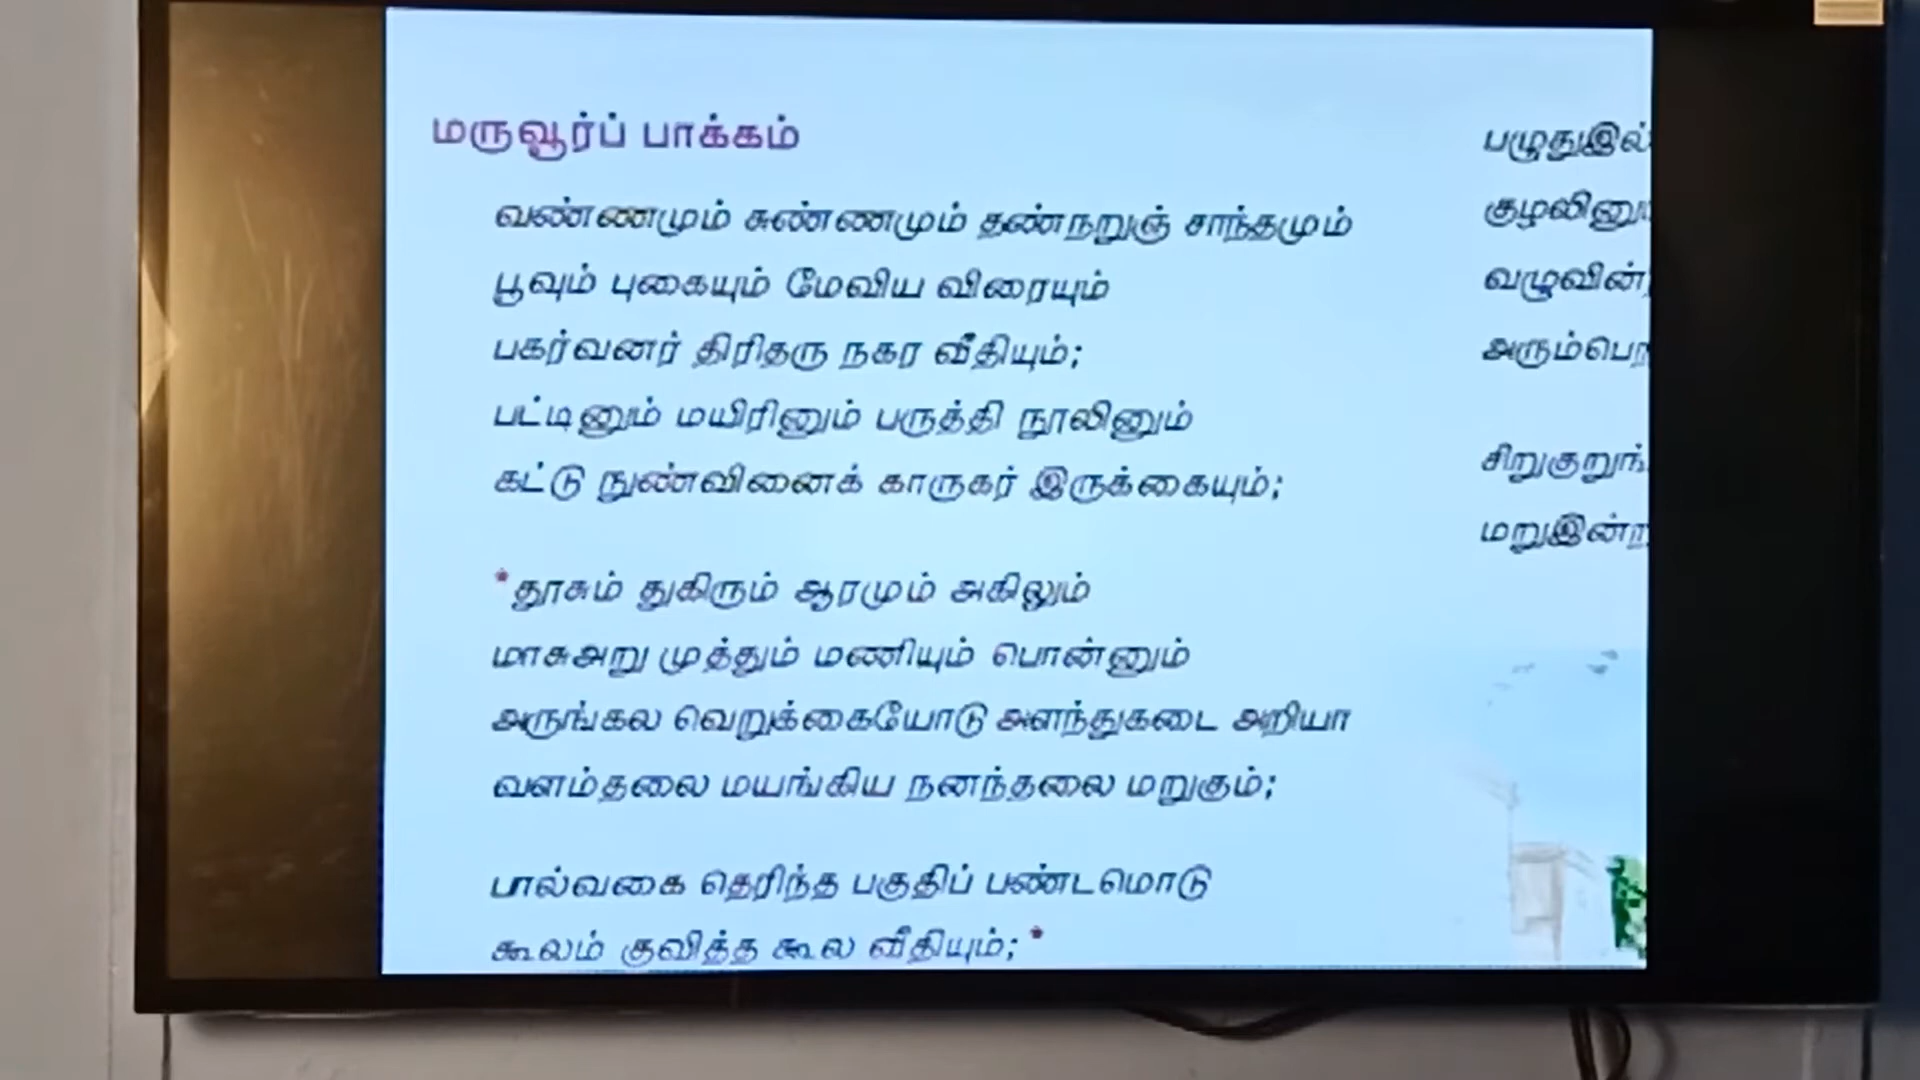 மருவூர்ப் பாக்கம்
வண்ணமும் சுண்ணமும் தண்நறுஞ் சாந்தமும்
பூவும் புகையும் மேவிய விரையும்
பகர்வனர் திரிதரு நகர வீதியும்;
பட்டினும் மயிரினும் பருத்தி நூலினும்
கட்டு நுண்வினைக் காருகர் இருக்கையும்;
*தூசும் துகிரும் ஆரமும் அகிலும்
மாசுஅறு முத்தும் மணியும் பொன்னும்
அருங்கல வெறுக்கையோடு அளந்துகடை அறியா
வளம்தலை மயங்கிய நனந்தலை மறுகும்;
பால்வகை தெரிந்த பகுதிப் பண்டமொடு
கூலம் குவித்த கூல வீதியும்;*
பழுதுஇல்